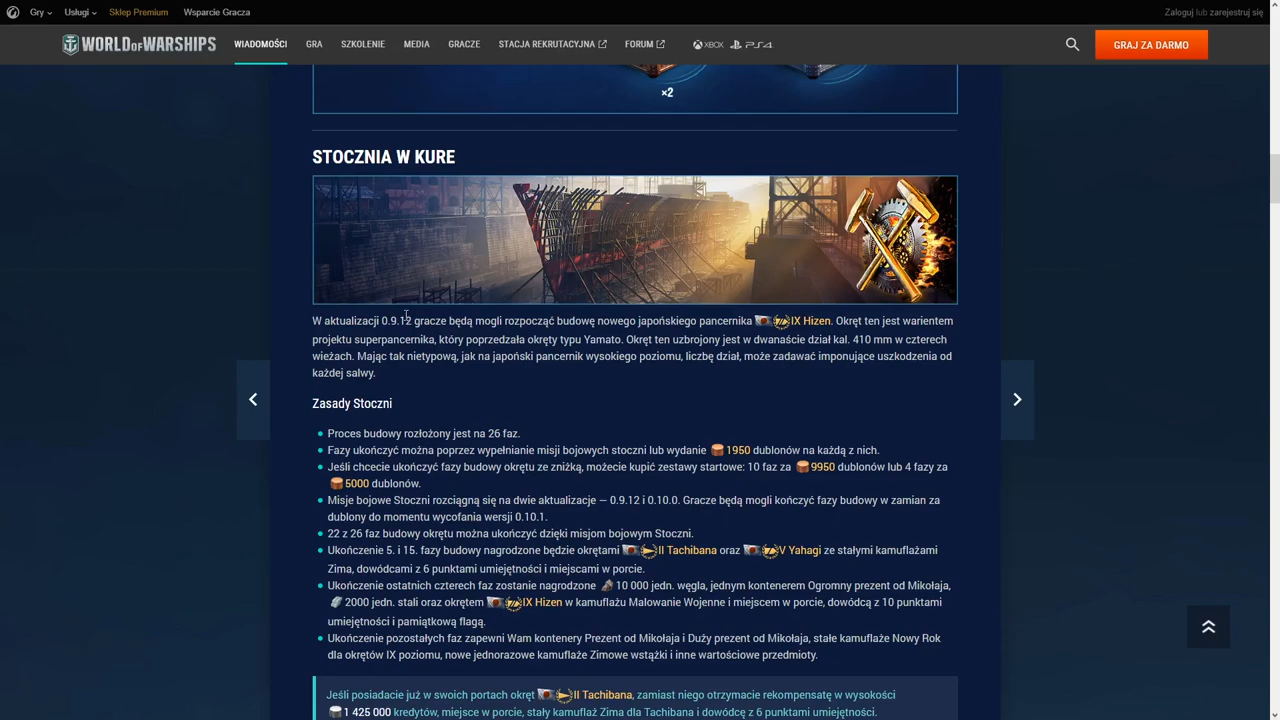 Gry Usługi Sklep Premium Wsparcie Gracza Zaloguj lub zarejestruj się
WORLD OF WARSHIPS WIADOMOŚCI GRA SZKOLENIE MEDIA GRACZE STACJA REKRUTACYJNA FORUM XBOX PS4 GRAJ ZA DARMO
×2
STOCZNIA W KURE
W aktualizacji 0.9.12 gracze będą mogli rozpocząć budowę nowego japońskiego pancernika IX Hizen. Okręt ten jest warientem
projektu superpancernika, który poprzedzała okręty typu Yamato. Okręt ten uzbrojony jest w dwanaście dział kal. 410 mm w czterech
wieżach. Mając tak nietypową, jak na japoński pancernik wysokiego poziomu, liczbę dział, może zadawać imponujące uszkodzenia od
każdej salwy.
Zasady Stoczni
Proces budowy rozłożony jest na 26 faz.
Fazy ukończyć można poprzez wypełnianie misji bojowych stoczni lub wydanie 1950 dublonów na każdą z nich.
Jeśli chcecie ukończyć fazy budowy okrętu ze zniżką, możecie kupić zestawy startowe: 10 faz za 9950 dublonów lub 4 fazy za
5000 dublonów.
Misje bojowe Stoczni rozciągną się na dwie aktualizacje — 0.9.12 i 0.10.0. Gracze będą mogli kończyć fazy budowy w zamian za
dublony do momentu wycofania wersji 0.10.1.
22 z 26 faz budowy okrętu można ukończyć dzięki misjom bojowym Stoczni.
Ukończenie 5. i 15. fazy budowy nagrodzone będzie okrętami II Tachibana oraz V Yahagi ze stałymi kamuflażami
Zima, dowódcami z 6 punktami umiejętności i miejscami w porcie.
Ukończenie ostatnich czterech faz zostanie nagrodzone 10 000 jedn. węgla, jednym kontenerem Ogromny prezent od Mikołaja,
2000 jedn. stali oraz okrętem IX Hizen w kamuflażu Malowanie Wojenne i miejscem w porcie, dowódcą z 10 punktami
umiejętności i pamiątkową flagą.
Ukończenie pozostałych faz zapewni Wam kontenery Prezent od Mikołaja i Duży prezent od Mikołaja, stałe kamuflaże Nowy Rok
dla okrętów IX poziomu, nowe jednorazowe kamuflaże Zimowe wstążki i inne wartościowe przedmioty.
Jeśli posiadacie już w swoich portach okręt II Tachibana, zamiast niego otrzymacie rekompensatę w wysokości
1 425 000 kredytów, miejsce w porcie, stały kamuflaż Zima dla Tachibana i dowódcę z 6 punktami umiejętności.